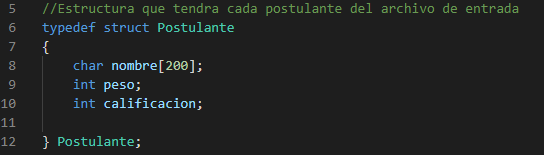 5 //Estructura que tendra cada postulante del archivo de entrada
6 typedef struct Postulante
7 {
8     char nombre[200];
9     int peso;
10     int calificacion;
11
12 } Postulante;